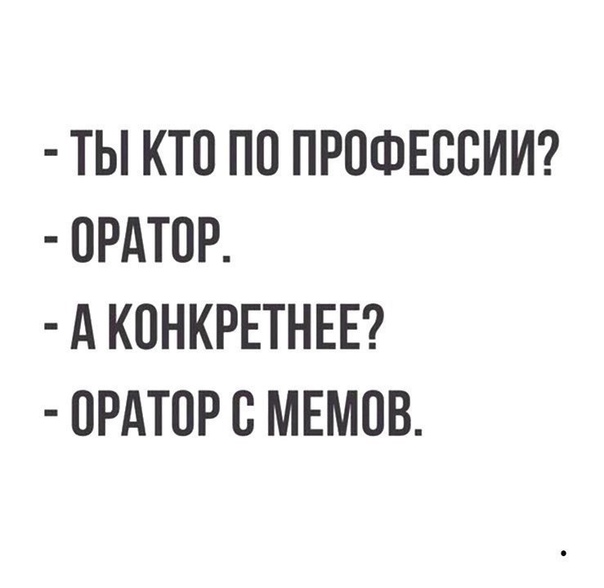 - ТЫ КТО ПО ПРОФЕССИИ?
- ОРАТОР.
- А КОНКРЕТНЕЕ?
- ОРАТОР С МЕМОВ.